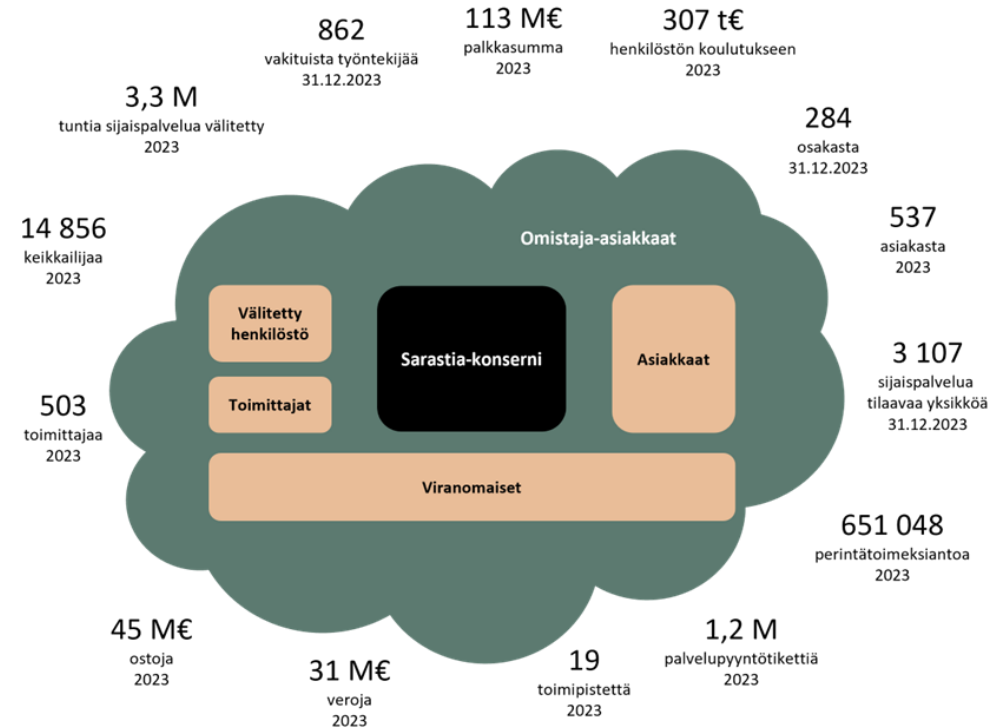 862
vakituista työntekijää
31.12.2023
113 M€
palkkasumma
2023
307 t€
henkilöstön koulutukseen
2023
3,3 M
tuntia sijaispalvelua välitetty
2023
284
osakasta
31.12.2023
14 856
keikkailijaa
2023
537
asiakasta
2023
Omistaja-asiakkaat
Välitetty
henkilöstö
Sarastia-konserni
Asiakkaat
Toimittajat
Viranomaiset
3 107
sijaispalvelua
tilaavaa yksikköä
31.12.2023
503
toimittajaa
2023
651 048
perintätoimeksiantoa
2023
45 M€
ostoja
2023
31 M€
veroja
2023
19
toimipistettä
2023
1,2 M
palvelupyyntötikettiä
2023